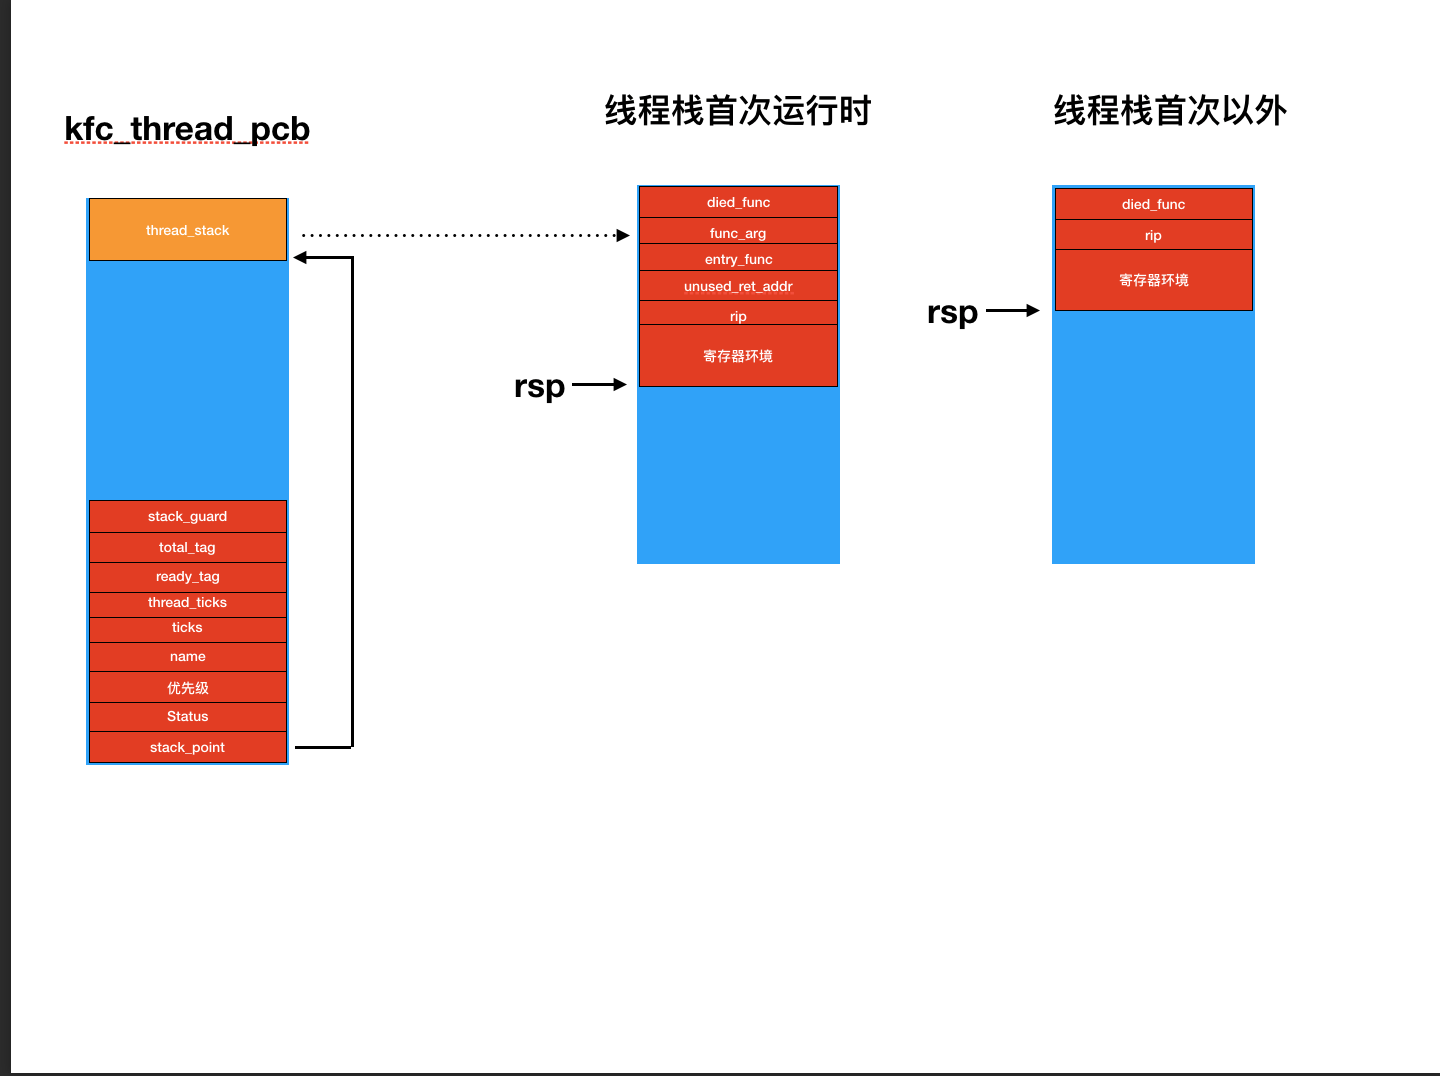 kfc_thread_pcb
thread_stack
stack_guard
total_tag
ready_tag
thread_ticks
ticks
name
优先级
Status
stack_point
线程栈首次运行时
died_func
func_arg
entry_func
unused_ret_addr
rip
寄存器环境
rsp
线程栈首次以外
died_func
rip
寄存器环境
rsp